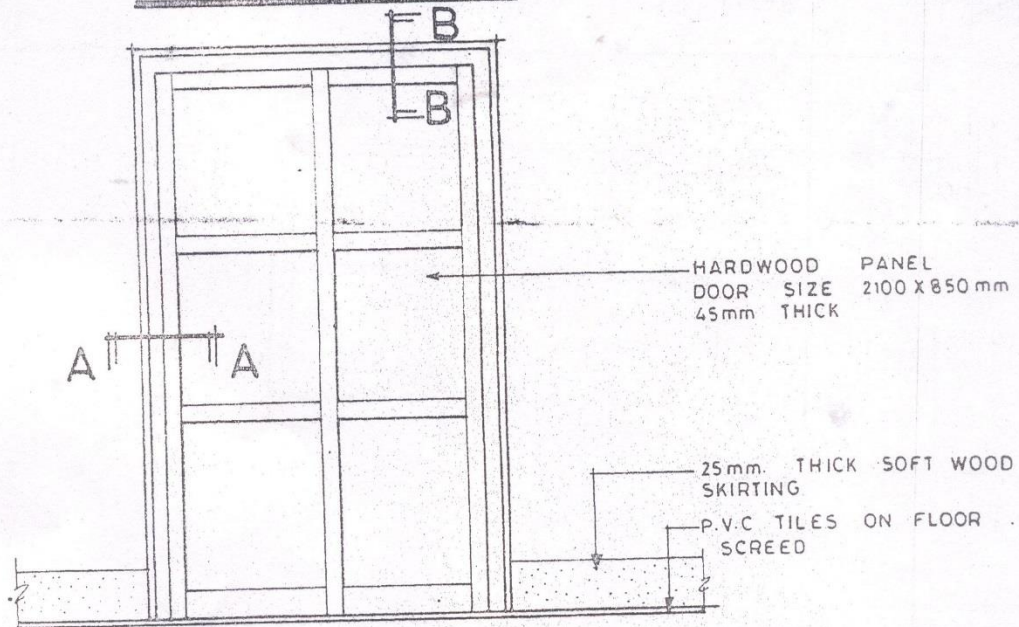 B
B
HARDWOOD PANEL
DOOR SIZE 2100 X 850 mm
45mm THICK
A A
25mm. THICK SOFT WOOD
SKIRTING
P.V.C TILES ON FLOOR
SCREED